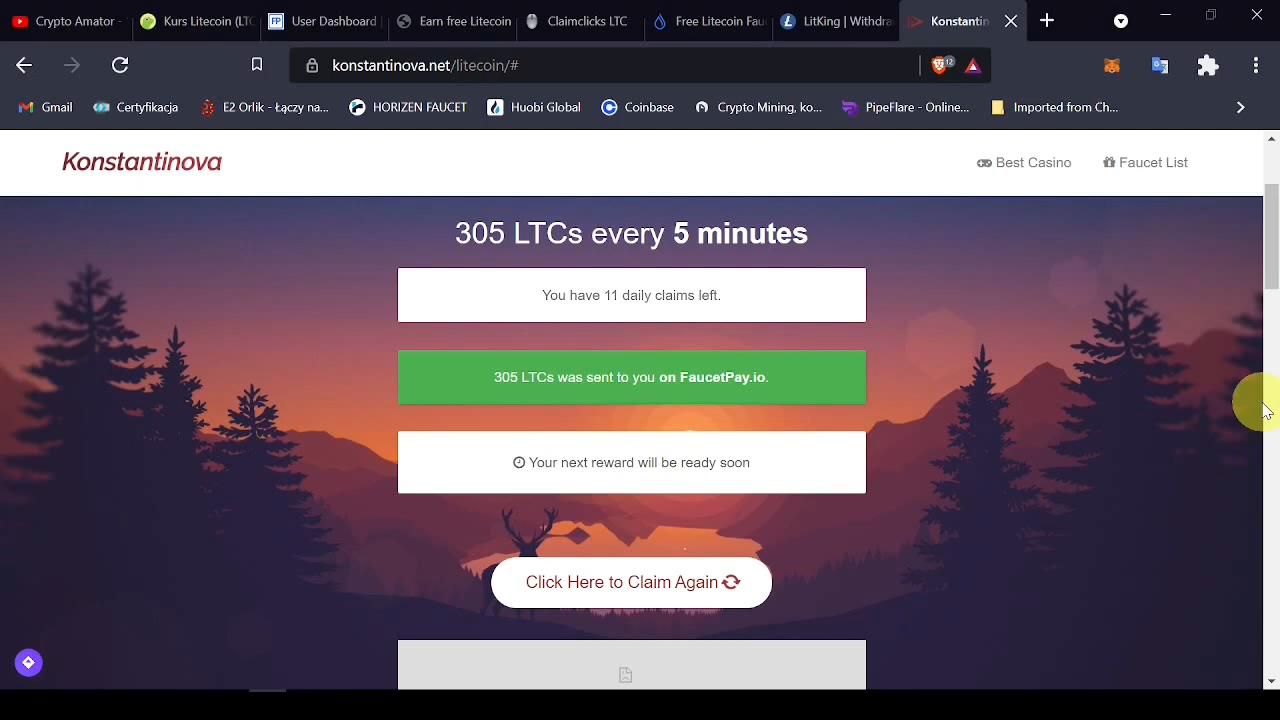 Crypto Amator -
Kurs Litecoin (LTC
User Dashboard
Earn free Litecoin
Claimclicks LTC
Free Litecoin Fau
LitKing | Withdra
Konstantin
konstantinova.net/litecoin/#
12
Gmail
Certyfikacja
E2 Orlik - Łączy na...
HORIZEN FAUCET
Huobi Global
Coinbase
Crypto Mining, ko...
PipeFlare - Online...
Imported from Ch...
Konstantinova
Best Casino
Faucet List
305 LTCs every 5 minutes
You have 11 daily claims left.
305 LTCs was sent to you on FaucetPay.io.
Your next reward will be ready soon
Click Here to Claim Again